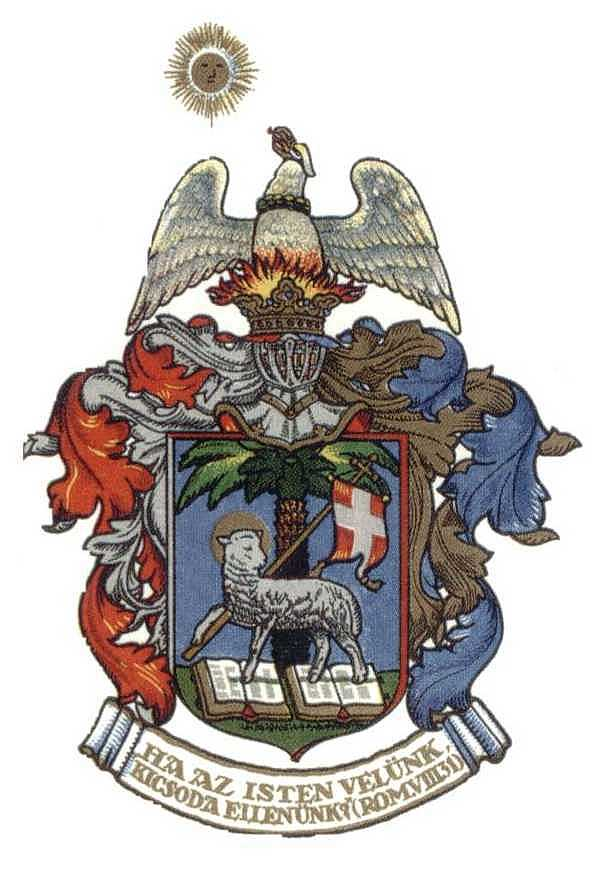 HA AZ ISTEN VELÜNK,
KICSODA ELLENÜNK? (ROM. VIII 31)